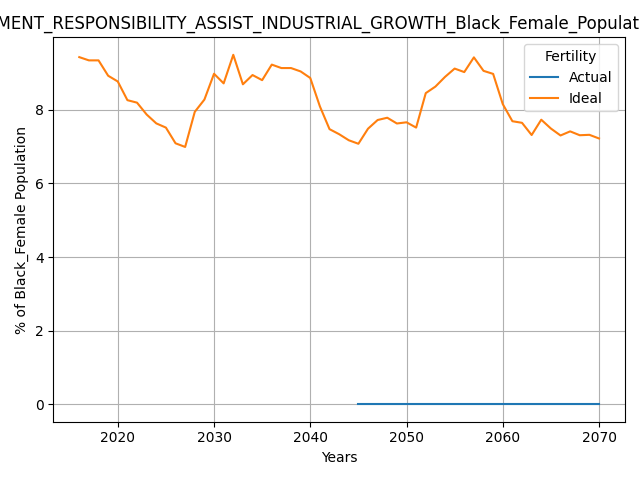 MENT_RESPONSIBILITY_ASSIST_INDUSTRIAL_GROWTH_Black_Female_Populat
Fertility
Actual
Ideal
% of Black_Female Population
8
6
4
2
0
2020 2030 2040 2050 2060 2070
Years